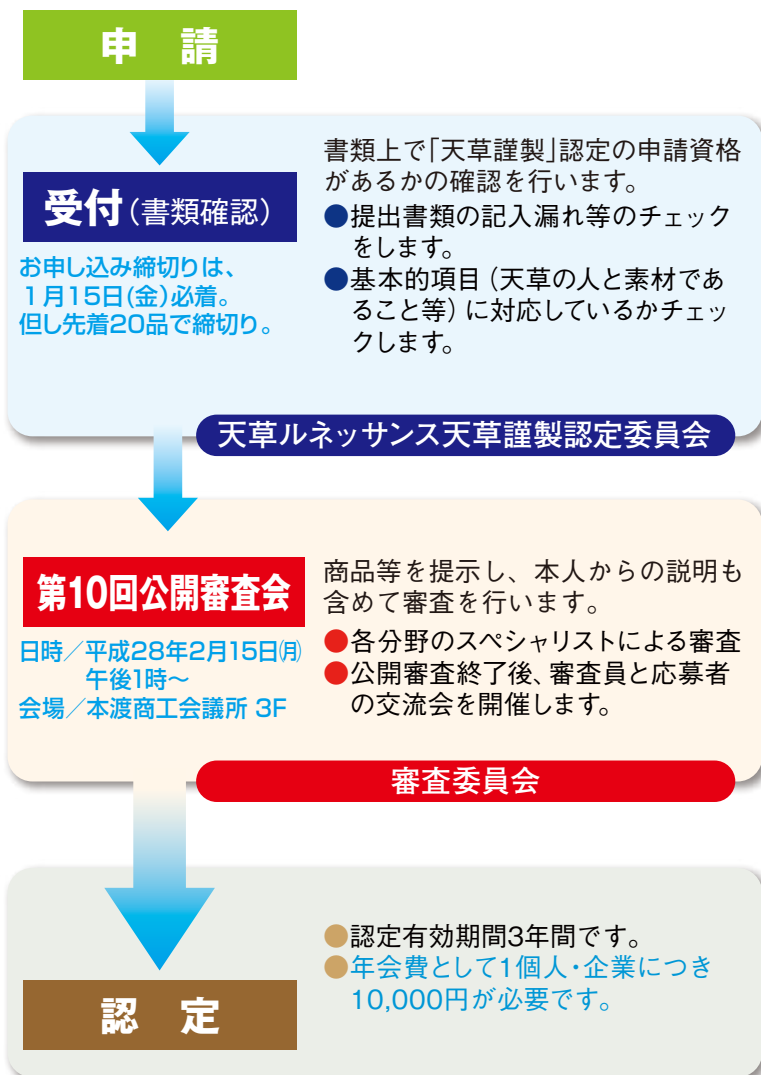 申　請
受付（書類確認）
お申し込み締切りは、
1月15日(金)必着。
但し先着20品で締切り。
書類上で「天草謹製」認定の申請資格
があるかの確認を行います。
●提出書類の記入漏れ等のチェック
をします。
●基本的項目（天草の人と素材であ
ること等）に対応しているかチェッ
クします。
天草ルネッサンス天草謹製認定委員会
第10回公開審査会
日時／平成28年2月15日㈪
午後1時～
会場／本渡商工会議所 3F
商品等を提示し、本人からの説明も
含めて審査を行います。
●各分野のスペシャリストによる審査
●公開審査終了後、審査員と応募者
の交流会を開催します。
審査委員会
認　定
●認定有効期間3年間です。
●年会費として1個人・企業につき
10,000円が必要です。